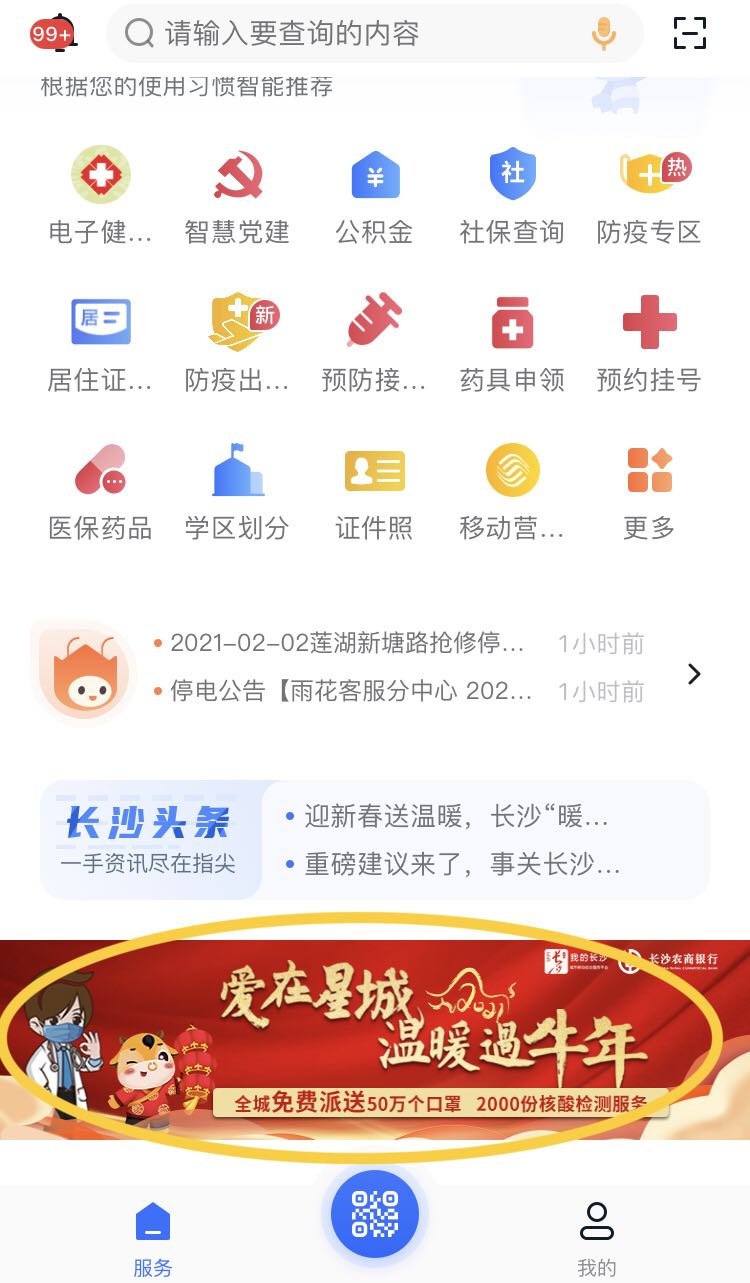 99+
请输入要查询的内容
根据您的使用习惯智能推荐
¥
社
热
电子健...
智慧党建
公积金
社保查询
防疫专区
居
新
居住证...
防疫出...
预防接...
药具申领
预约挂号
医保药品
学区划分
证件照
移动营...
更多
2021-02-02莲湖新塘路抢修停... 1小时前
停电公告【雨花客服分中心 202... 1小时前
长沙头条
一手资讯尽在指尖
迎新春送温暖，长沙“暖...
重磅建议来了，事关长沙...
我的长沙
长沙农商银行
爱在星城
2021
温暖過牛年
全城免费派送50万个口罩 2000份核酸检测服务
服务
我的